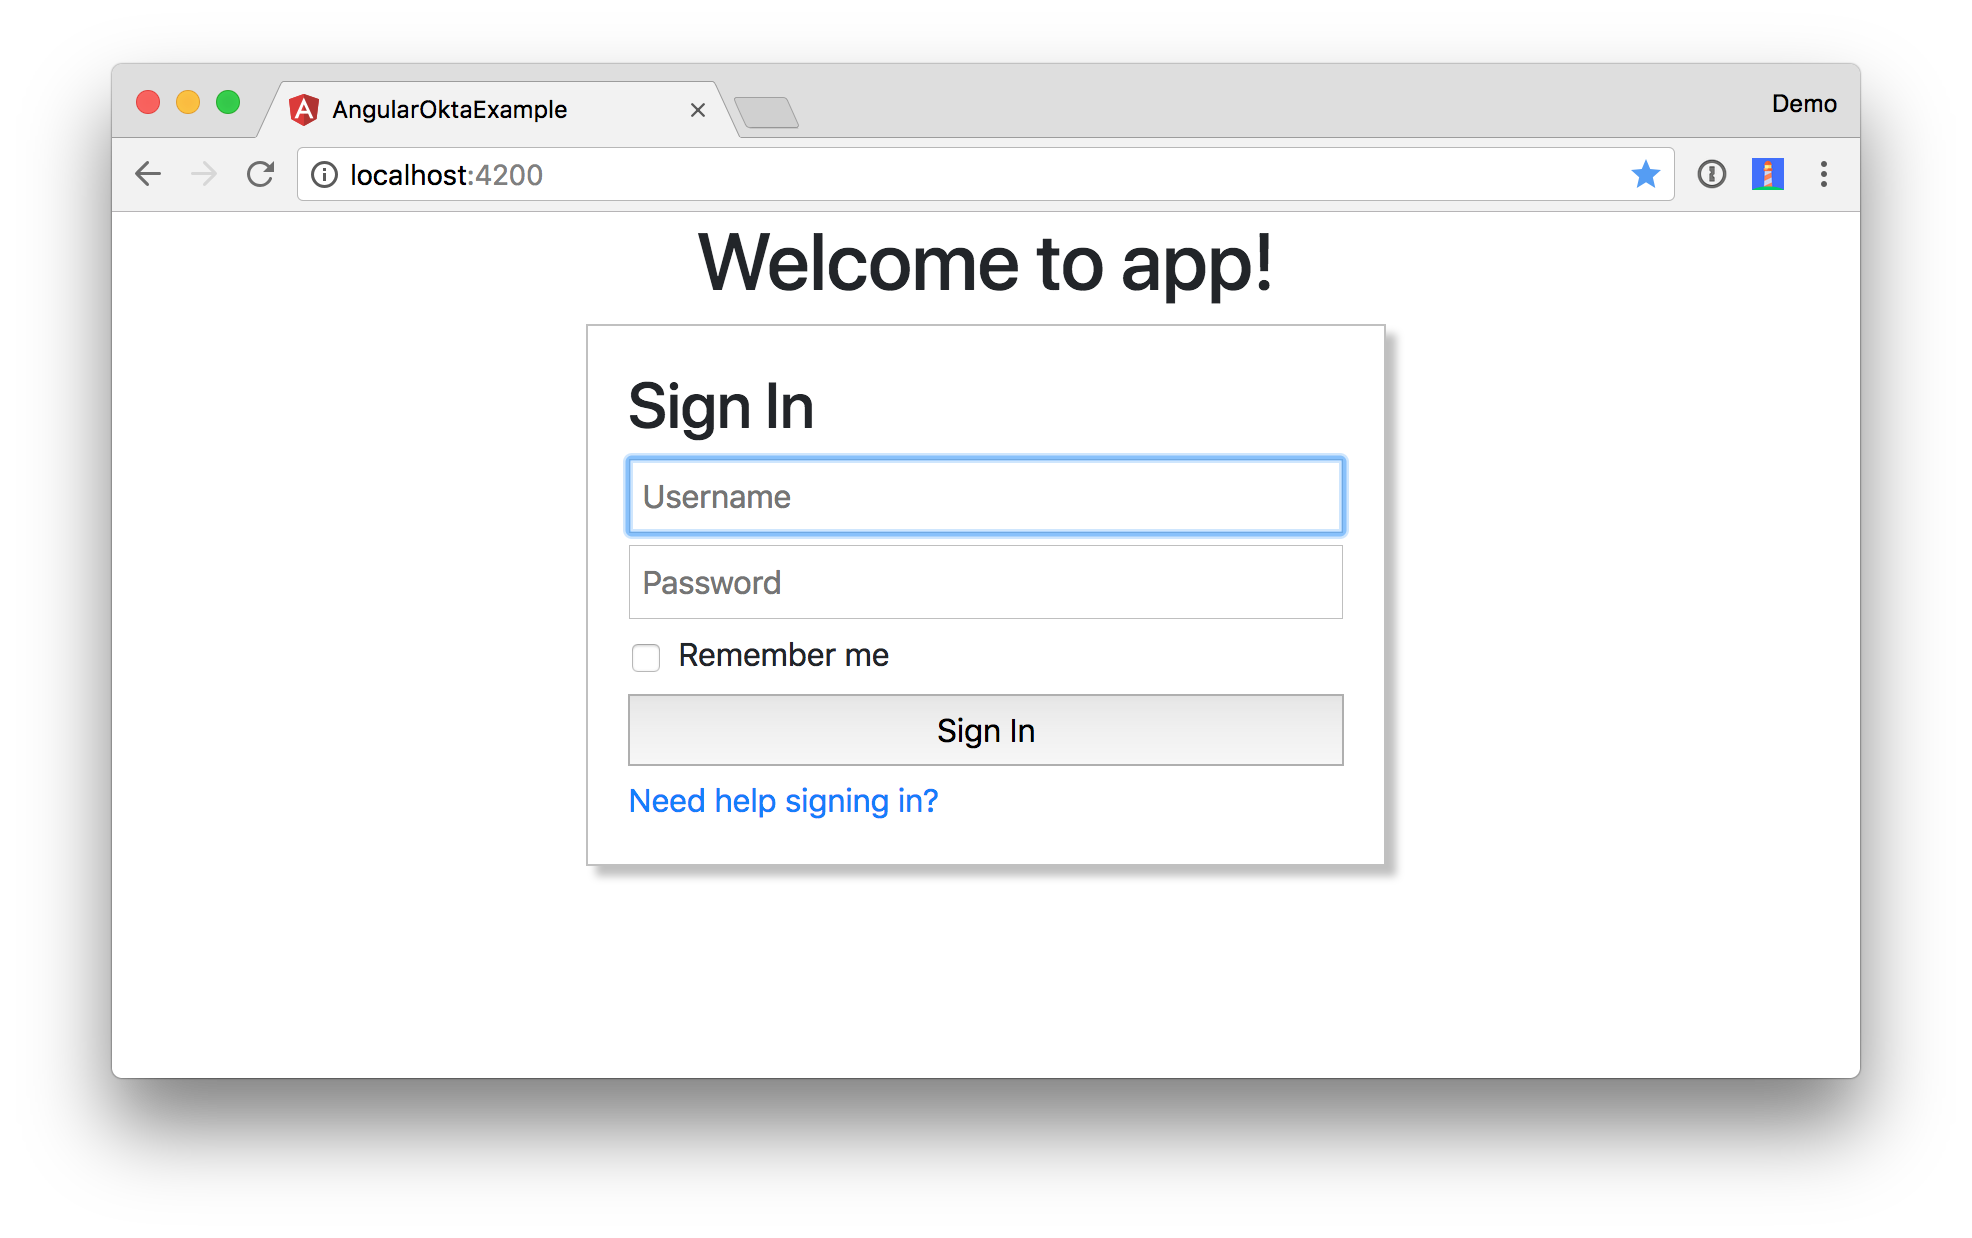 AngularOktaExample
Demo
localhost:4200
Welcome to app!
Sign In
Username
Password
Remember me
Sign In
Need help signing in?